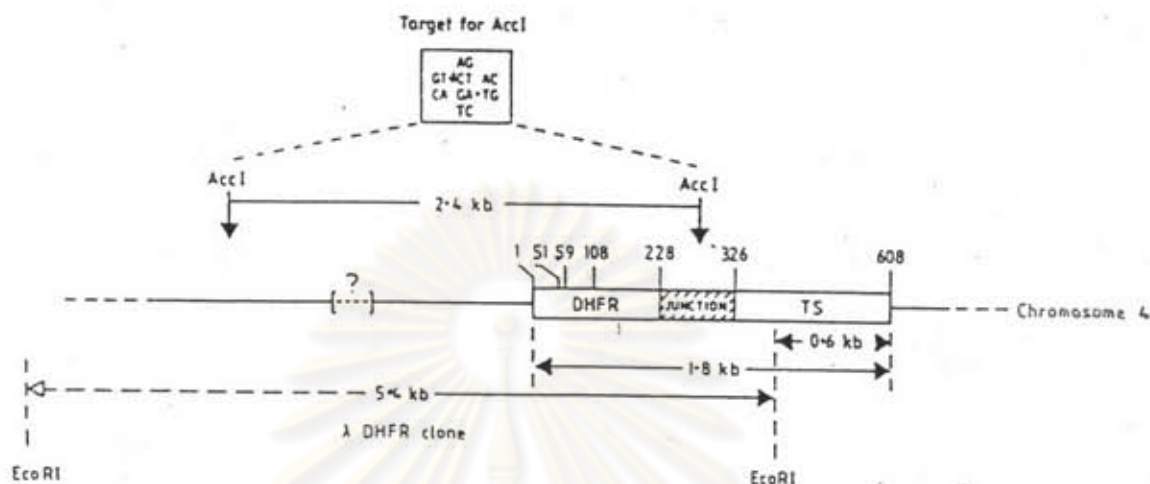 Target for AccI
AG
GT+CT AC
CA GA+TG
TC
AccI
AccI
2·4 kb
1 51 59 108 228 326 608
?
DHFR
JUNCTION
TS
Chromosome 4
0·6 kb
1·8 kb
5·4 kb
λ DHFR clone
EcoRI
EcoRI